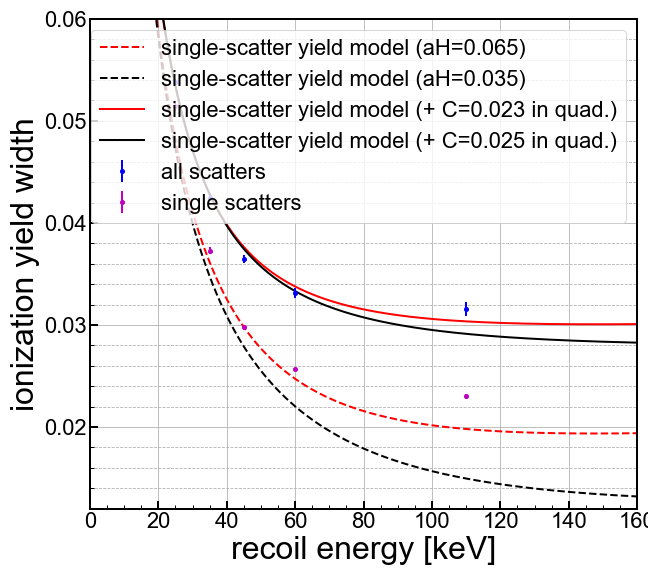 0.06
single-scatter yield model (aH=0.065)
single-scatter yield model (aH=0.035)
single-scatter yield model (+ C=0.023 in quad.)
single-scatter yield model (+ C=0.025 in quad.)
all scatters
single scatters
0.05
0.04
0.03
0.02
ionization yield width
0 20 40 60 80 100 120 140 160
recoil energy [keV]